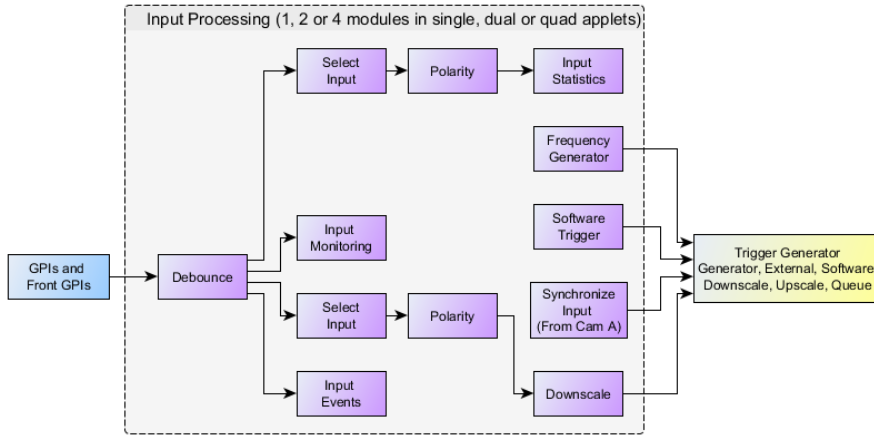 Input Processing (1, 2 or 4 modules in single, dual or quad applets)
Select
Input
Polarity
Input
Statistics
Frequency
Generator
Input
Monitoring
Software
Trigger
GPIs and
Front GPIs
Debounce
Trigger Generator
Generator, External, Software
Downscale, Upscale, Queue
Select
Input
Polarity
Synchronize
Input
(From Cam A)
Input
Events
Downscale